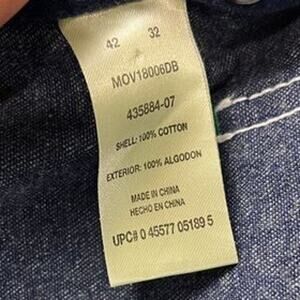 42 32
MOV18006DB
435884-07
SHELL: 100% COTTON
EXTERIOR: 100% ALGODON
MADE IN CHINA
HECHO EN CHINA
UPC# 0 45577 05189 5